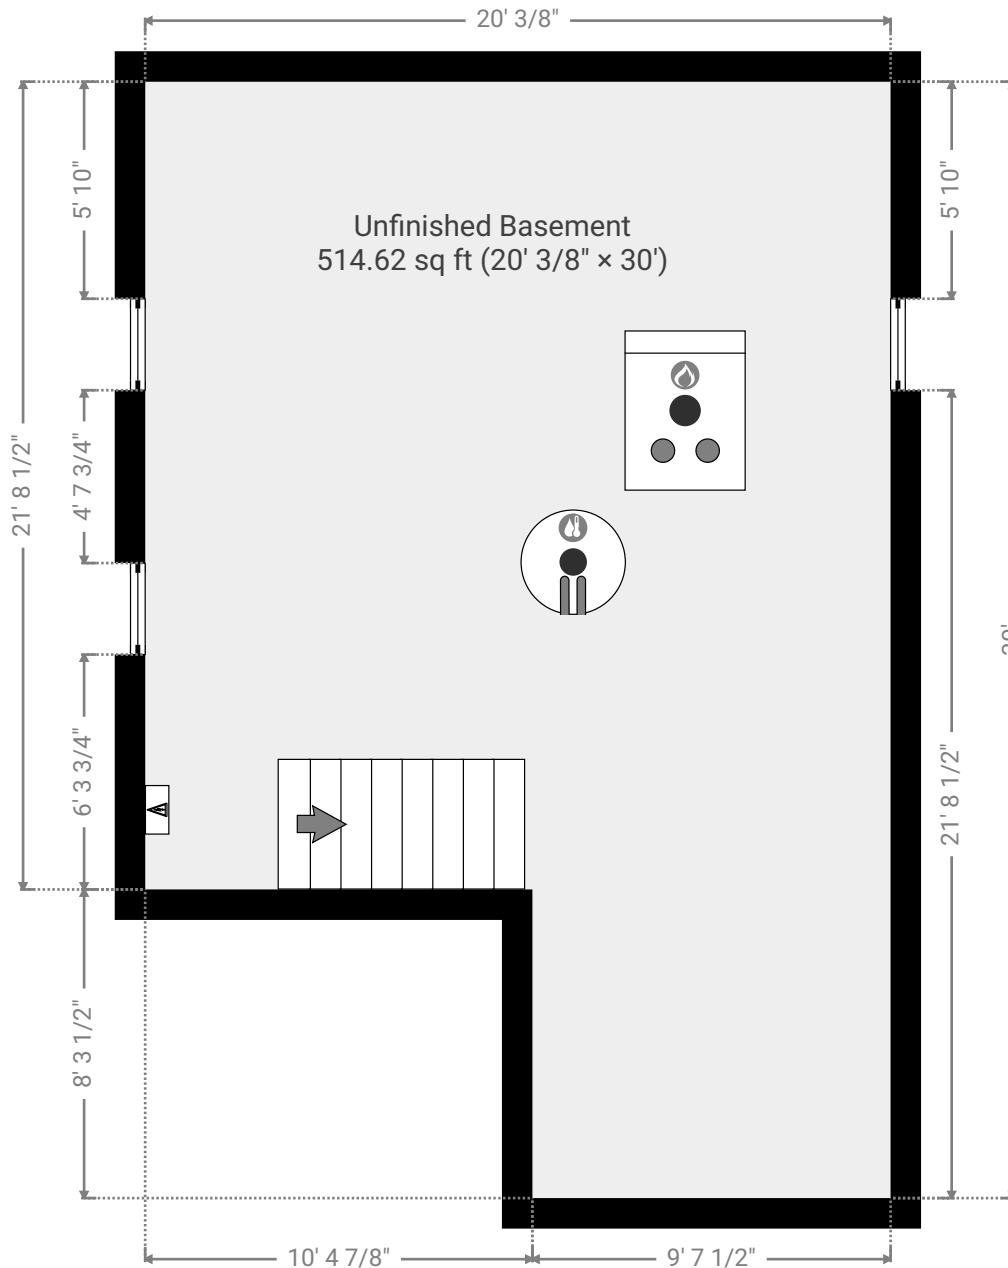 20' 3/8"
5' 10"
5' 10"
Unfinished Basement
514.62 sq ft (20' 3/8" × 30')
4' 7 3/4"
21' 8 1/2"
6' 3 3/4"
21' 8 1/2"
8' 3 1/2"
10' 4 7/8"
9' 7 1/2"